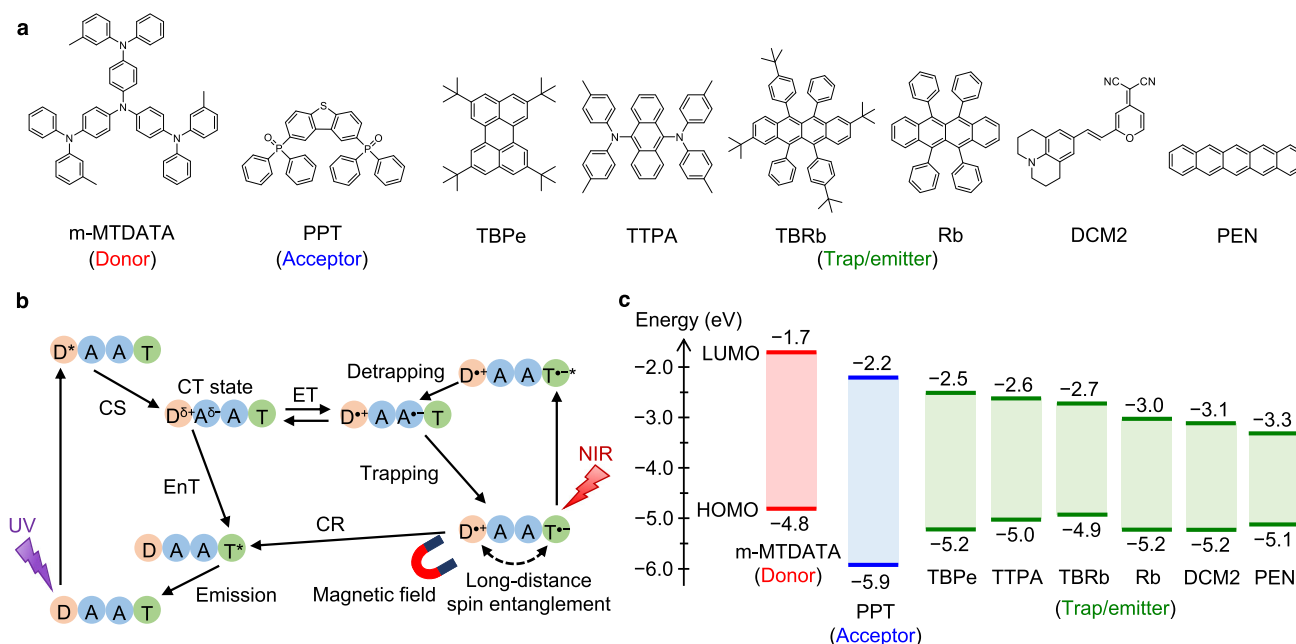 a
m-MTDATA
(Donor)
PPT
(Acceptor)
TBPe
TTPA
TBRb
Rb
DCM2
PEN
(Trap/emitter)
N
N
N
N
S
O
P
O
P
N
N
NC
CN
O
N
b
D* A A T
CS
CT state
Dδ+ Aδ− A T
ET
D•+ A A•− T
Detrapping
D•+ A A T•−*
Trapping
NIR
EnT
D•+ A A T•−
CR
D A A T*
UV
Magnetic field
Long-distance
spin entanglement
Emission
D A A T
c
Energy (eV)
−2.0
−3.0
−4.0
−5.0
−6.0
LUMO
HOMO
−1.7
−4.8
m-MTDATA
(Donor)
−2.2
−5.9
PPT
(Acceptor)
−2.5
−2.6
−2.7
−3.0
−3.1
−3.3
−5.2
−5.0
−4.9
−5.2
−5.2
−5.1
TBPe
TTPA
TBRb
Rb
DCM2
PEN
(Trap/emitter)